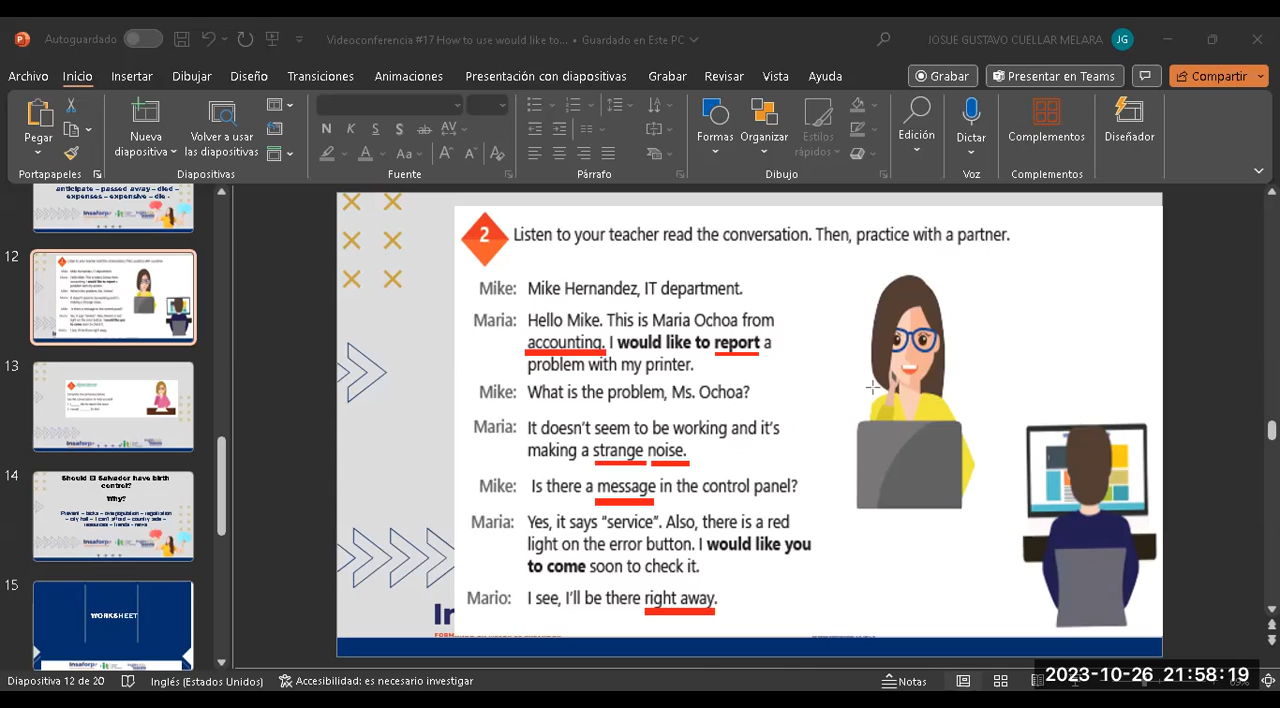 Autoguardado
Videoconferencia #17 How to use would like to... • Guardado en Este PC
JOSUE GUSTAVO CUELLAR MELARA
JG
Archivo Inicio Insertar Dibujar Diseño Transiciones Animaciones Presentación con diapositivas Grabar Revisar Vista Ayuda
Grabar
Presentar en Teams
Compartir
Pegar
Nueva diapositiva
Volver a usar las diapositivas
Formas
Organizar
Estilos rápidos
Edición
Dictar
Complementos
Diseñador
Portapapeles
Diapositivas
Fuente
Párrafo
Dibujo
Voz
Complementos
anticipate – passed away – died –
expenses – expensive – die -
12
13
14
Should El Salvador have birth
control?
Why?
15
WORKSHEET
2
Listen to your teacher read the conversation. Then, practice with a partner.
Mike: Mike Hernandez, IT department.
Maria: Hello Mike. This is Maria Ochoa from
accounting. I would like to report a
problem with my printer.
Mike: What is the problem, Ms. Ochoa?
Maria: It doesn't seem to be working and it's
making a strange noise.
Mike: Is there a message in the control panel?
Maria: Yes, it says "service". Also, there is a red
light on the error button. I would like you
to come soon to check it.
Mario: I see, I'll be there right away.
Diapositiva 12 de 20
Inglés (Estados Unidos)
Accesibilidad: es necesario investigar
Notas
2023-10-26 21:58:19